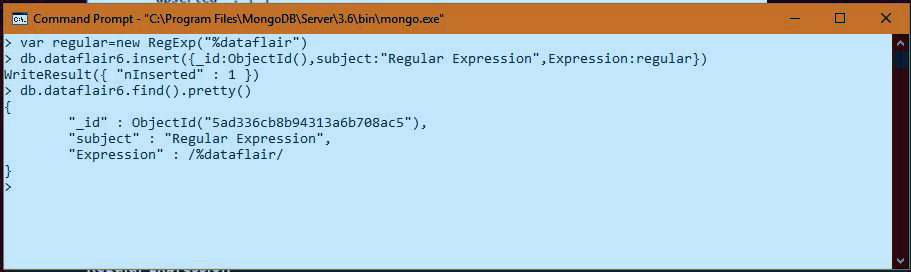 Command Prompt - "C:\Program Files\MongoDB\Server\3.6\bin\mongo.exe"
> var regular=new RegExp("%dataflair")
> db.dataflair6.insert({_id:ObjectId(),subject:"Regular Expression",Expression:regular})
WriteResult({ "nInserted" : 1 })
> db.dataflair6.find().pretty()
{
        "_id" : ObjectId("5ad336cb8b94313a6b708ac5"),
        "subject" : "Regular Expression",
        "Expression" : /%dataflair/
}
>